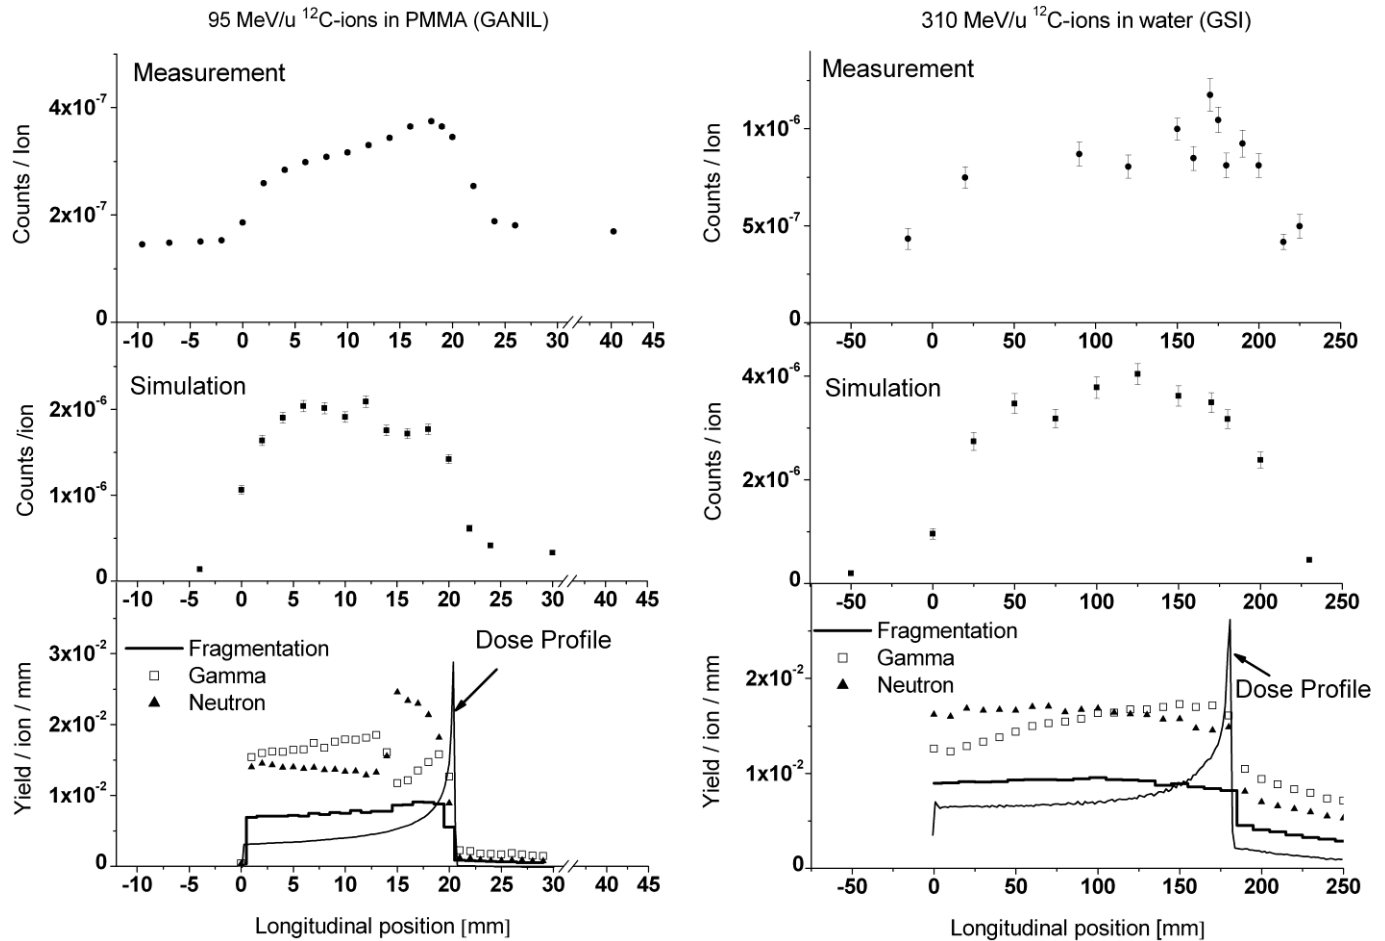 95 MeV/u ¹²C-ions in PMMA (GANIL)
Measurement
Counts / Ion
4x10⁻⁷
2x10⁻⁷
0
-10 -5 0 5 10 15 20 25 30 40 45
Simulation
Counts /ion
2x10⁻⁶
1x10⁻⁶
0
-10 -5 0 5 10 15 20 25 30 40 45
Fragmentation
Gamma
Neutron
Dose Profile
Yield / ion / mm
3x10⁻²
2x10⁻²
1x10⁻²
0
-10 -5 0 5 10 15 20 25 30 40 45
Longitudinal position [mm]
310 MeV/u ¹²C-ions in water (GSI)
Measurement
Counts / Ion
1x10⁻⁶
5x10⁻⁷
0
-50 0 50 100 150 200 250
Simulation
Counts / ion
4x10⁻⁶
2x10⁻⁶
0
-50 0 50 100 150 200 250
Fragmentation
Gamma
Neutron
Dose Profile
Yield / ion / mm
2x10⁻²
1x10⁻²
0
-50 0 50 100 150 200 250
Longitudinal position [mm]